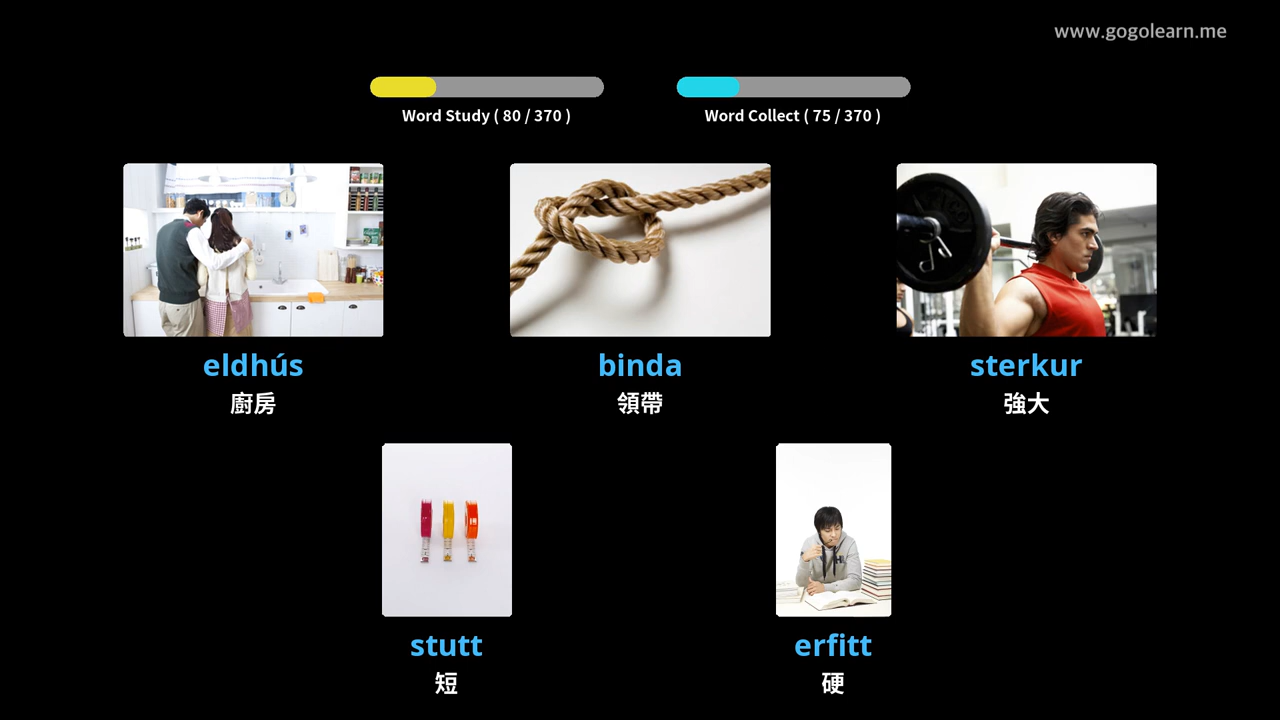 www.gogolearn.me
Word Study ( 80 / 370 )
Word Collect ( 75 / 370 )
eldhús
廚房
binda
領帶
sterkur
強大
stutt
短
erfitt
硬